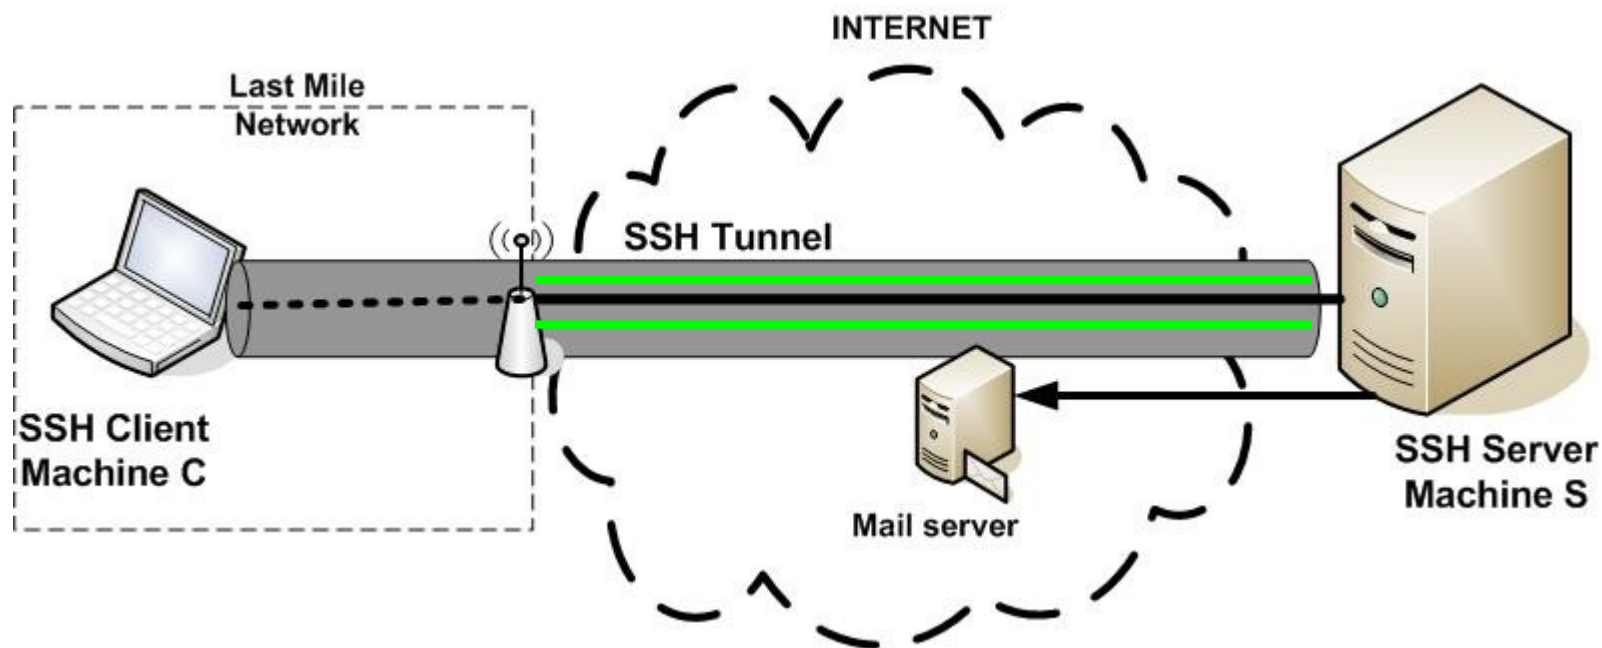 INTERNET
Last Mile
Network
SSH Tunnel
SSH Client
Machine C
Mail server
SSH Server
Machine S